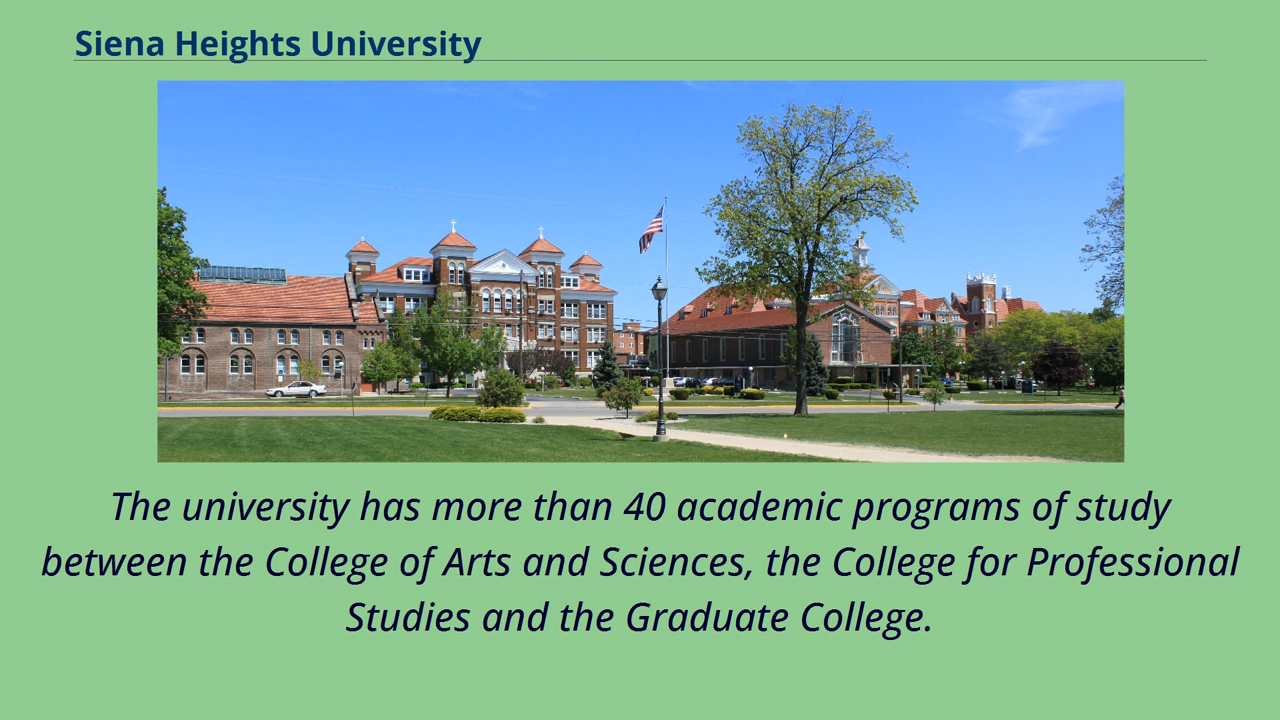 Siena Heights University
The university has more than 40 academic programs of study
between the College of Arts and Sciences, the College for Professional
Studies and the Graduate College.